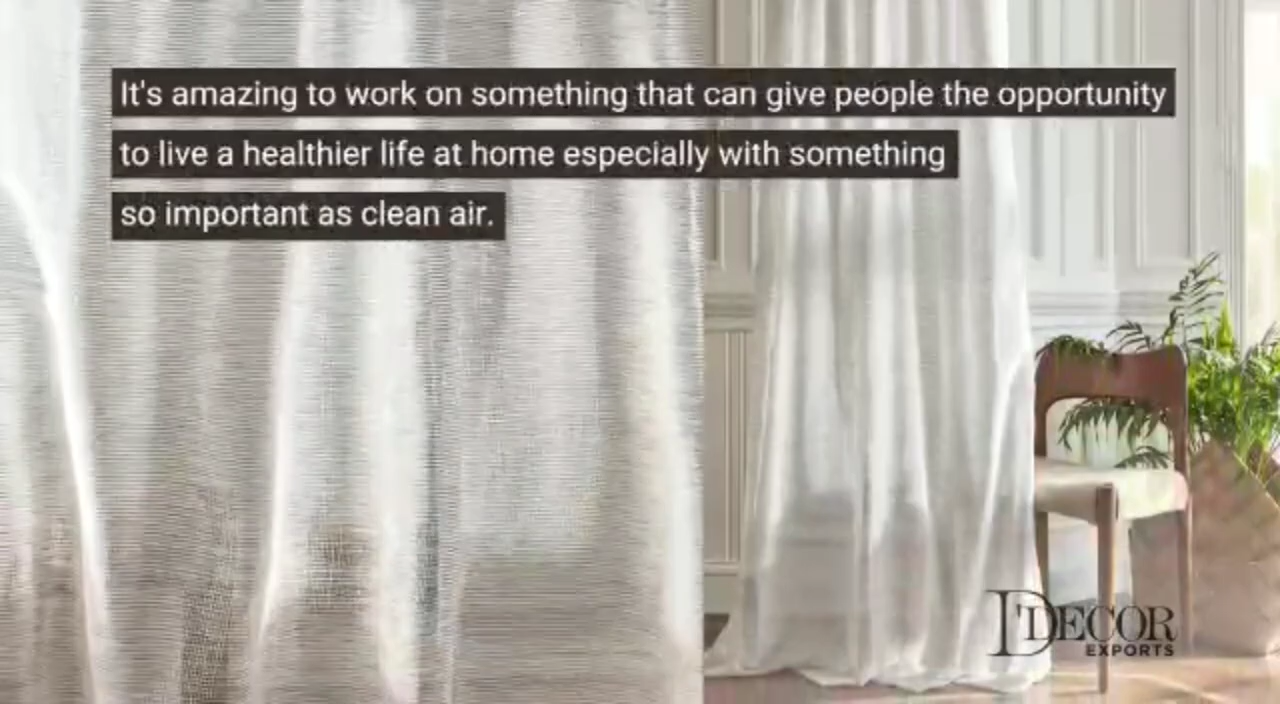 It's amazing to work on something that can give people the opportunity
to live a healthier life at home especially with something
so important as clean air.
D'DECOR
EXPORTS